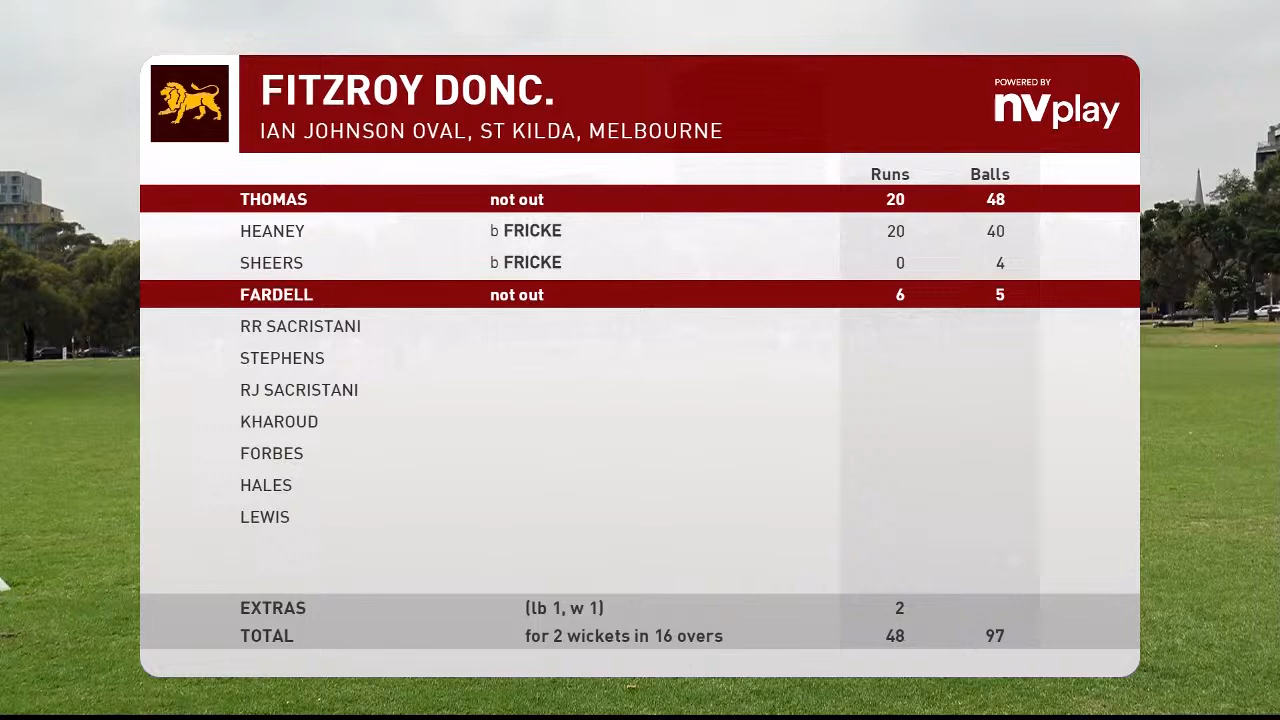 FITZROY DONC.
IAN JOHNSON OVAL, ST KILDA, MELBOURNE
POWERED BY
nvplay
Runs Balls
THOMAS not out 20 48
HEANEY b FRICKE 20 40
SHEERS b FRICKE 0 4
FARDELL not out 6 5
RR SACRISTANI
STEPHENS
RJ SACRISTANI
KHAROUD
FORBES
HALES
LEWIS
EXTRAS (lb 1, w 1) 2
TOTAL for 2 wickets in 16 overs 48 97